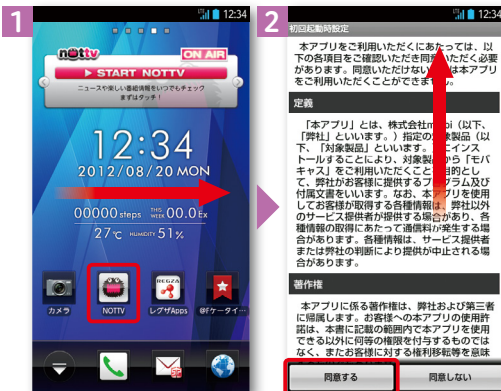 1
12:34
nottv
ON AIR
START NOTTV
ニュースや楽しい番組情報をいつでもチェック
まずはタッチ！
12:34
2012/08/20 MON
00000 steps THIS WEEK 00.0 Ex
27℃ HUMIDITY 51%
カメラ
NOTTV
REGZA
レグザApps
@Fケータイ…
2
12:34
初回起動時設定
本アプリをご利用いただくにあたっては、以
下の各項目をご確認いただき同 いただく必要
があります。同意いただけない は本アプリ
をご利用いただくことができま ん。
定義
「本アプリ」とは、株式会社m bi（以下、
「弊社」といいます。）指定の 象製品（以
下、「対象製品」といいます。 にインス
トールすることにより、対象製 から「モバ
キャス」をご利用いただくこと 目的とし
て、弊社がお客様に提供するプ グラム及び
付属文書をいいます。なお、本 プリを使用
してお客様が取得する各種情報は、弊社以外
のサービス提供者が提供する場合があり、各
種情報の取得にあたって通信料が発生する場
合があります。各種情報は、サービス提供者
または弊社の判断により提供が中止される場
合があります。
著作権
本アプリに係る著作権は、弊社および第三者
に帰属します。お客様への本アプリの使用許
諾は、本書に記載の範囲内で本アプリを使用
できる以外に何等の権限を付与するものでは
なく、またお客様に対する権利移転等を意味
同意する
同意しない